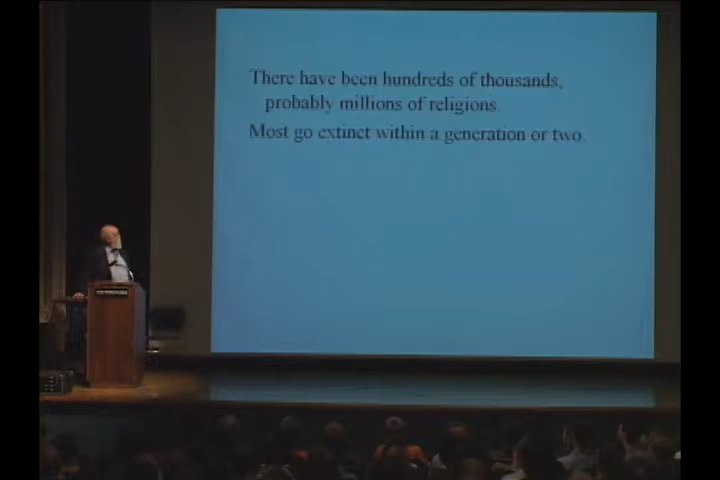 There have been hundreds of thousands,
probably millions of religions.
Most go extinct within a generation or two.